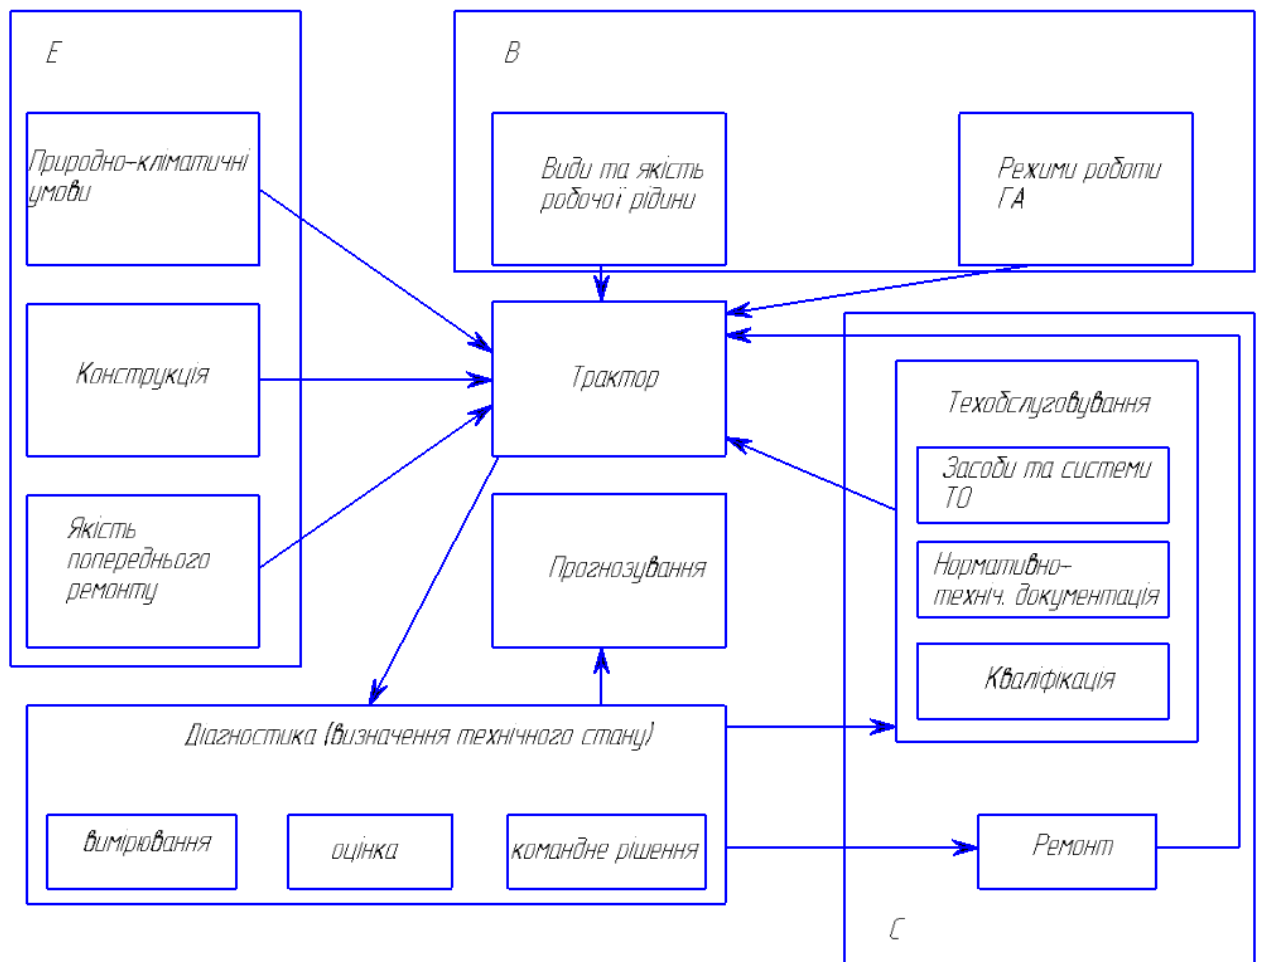 Е
В
Природно-кліматичні
умови
Види та якість
робочої рідини
Режими роботи
ГА
Конструкція
Трактор
Техобслуговування
Засоби та системи
ТО
Якість
попереднього
ремонту
Прогнозування
Нормативно-
техніч. документація
Кваліфікація
Діагностика (визначення технічного стану)
вимірювання
оцінка
командне рішення
Ремонт
С